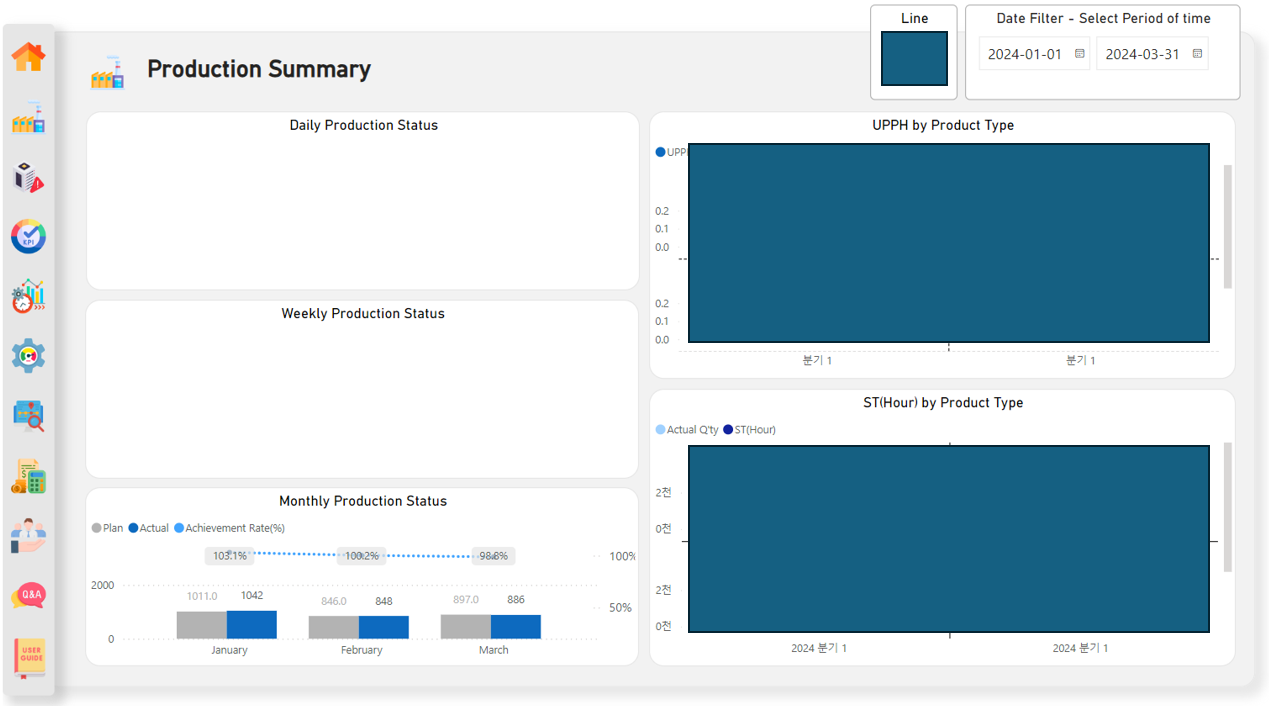 Line
Date Filter - Select Period of time
2024-01-01
2024-03-31
Production Summary
Daily Production Status
Weekly Production Status
Monthly Production Status
Plan Actual Achievement Rate(%)
103.1% 100.2% 98.8%
100%
2000
1011.0 1042 846.0 848 897.0 886
50%
0
January February March
UPPH by Product Type
0.2
0.1
0.0
0.2
0.1
0.0
분기 1 분기 1
ST(Hour) by Product Type
Actual Q'ty ST(Hour)
2천
0천
2천
0천
2024 분기 1 2024 분기 1
KPI
Q&A
USER
GUIDE